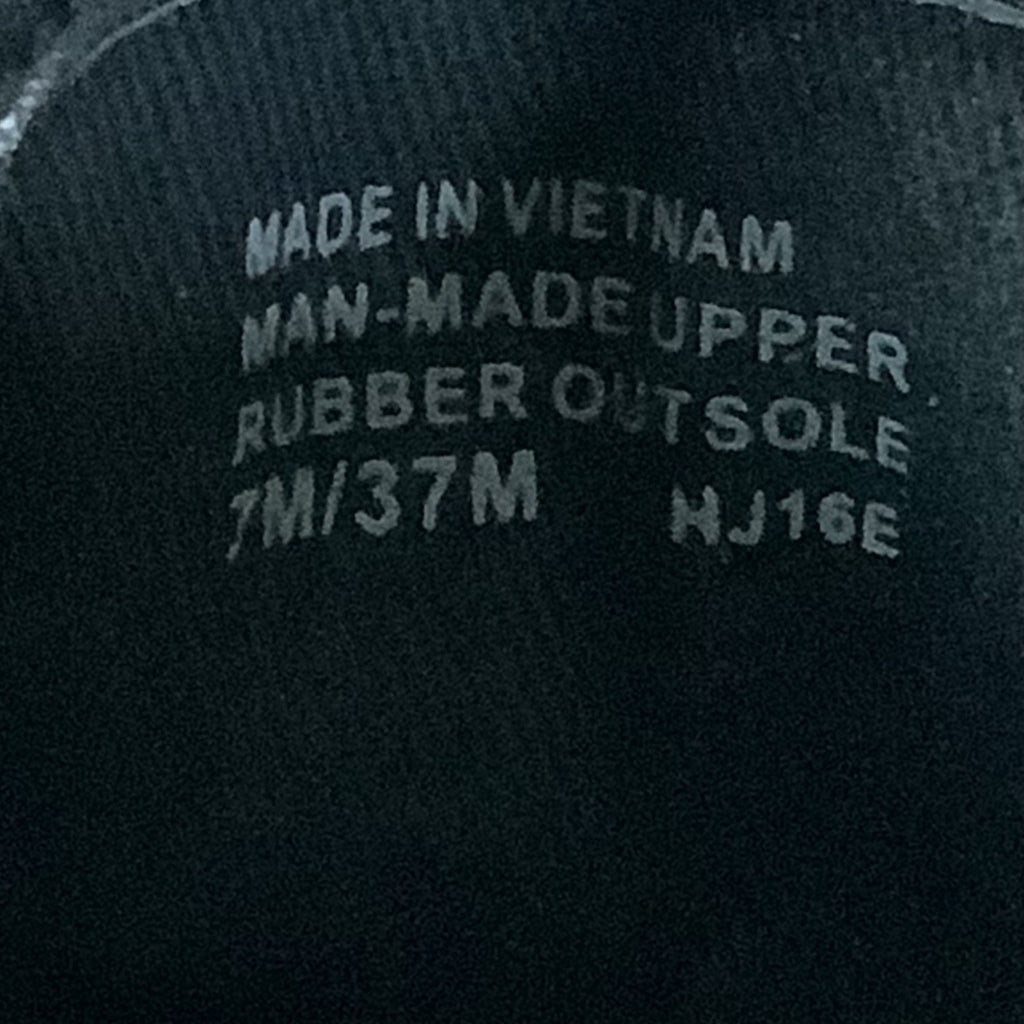 MADE IN VIETNAM
MAN-MADE UPPER
RUBBER OUTSOLE
7M/37M HJ16E